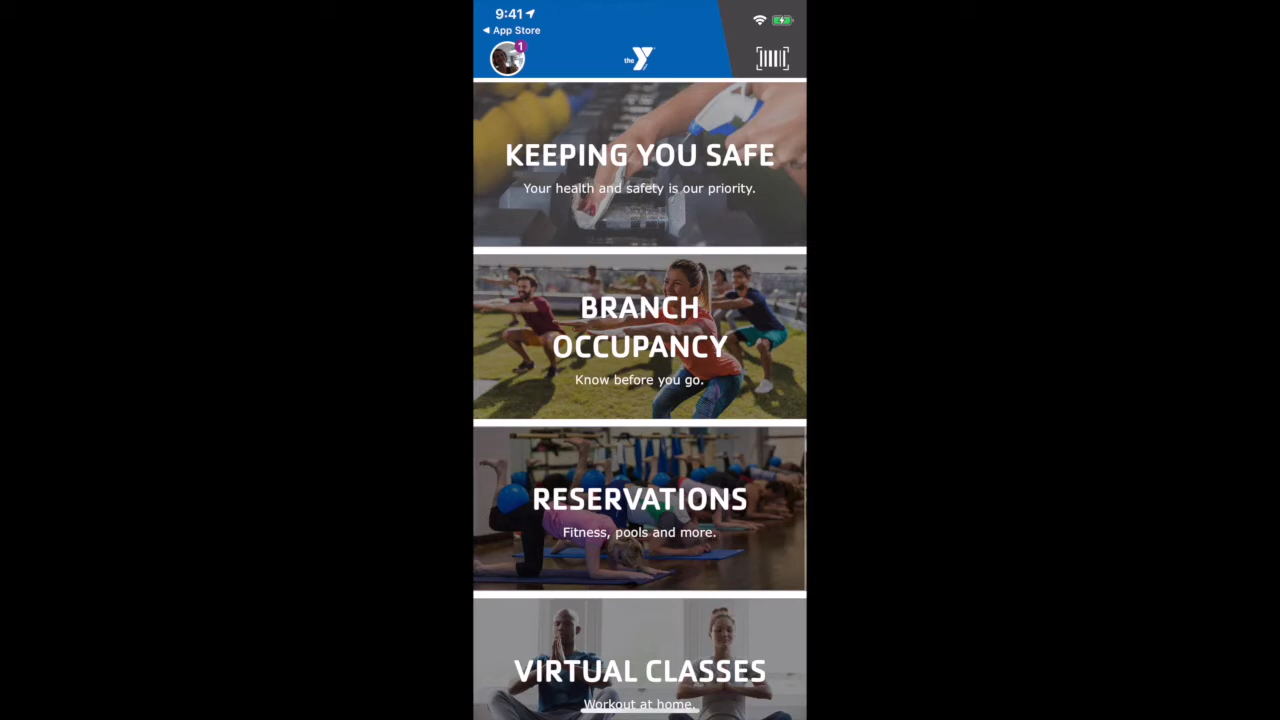 9:41
◀ App Store
1
the Y
KEEPING YOU SAFE
Your health and safety is our priority.
BRANCH
OCCUPANCY
Know before you go.
RESERVATIONS
Fitness, pools and more.
VIRTUAL CLASSES
Workout at home.